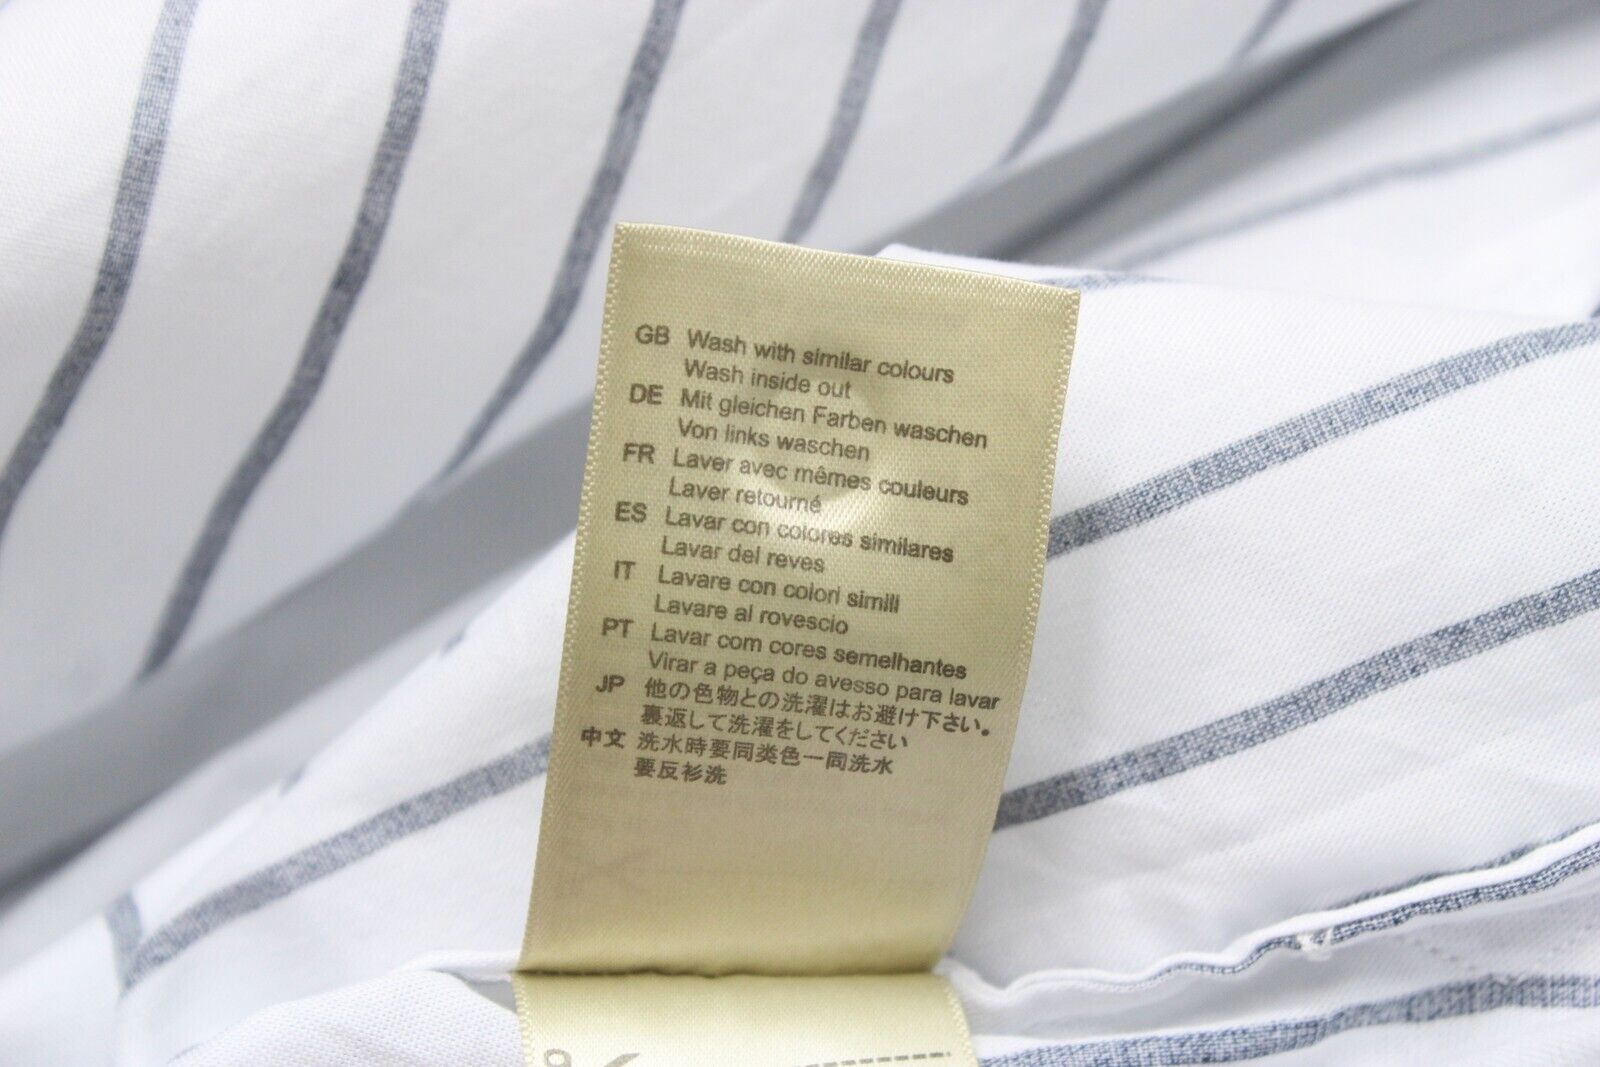 GB Wash with similar colours
Wash inside out
DE Mit gleichen Farben waschen
Von links waschen
FR Laver avec mêmes couleurs
Laver retourné
ES Lavar con colores similares
Lavar del reves
IT Lavare con colori simili
Lavare al rovescio
PT Lavar com cores semelhantes
Virar a peça do avesso para lavar
JP 他の色物との洗濯はお避け下さい。
裏返して洗濯をしてください
中文 洗水時要同类色一同洗水
要反衫洗